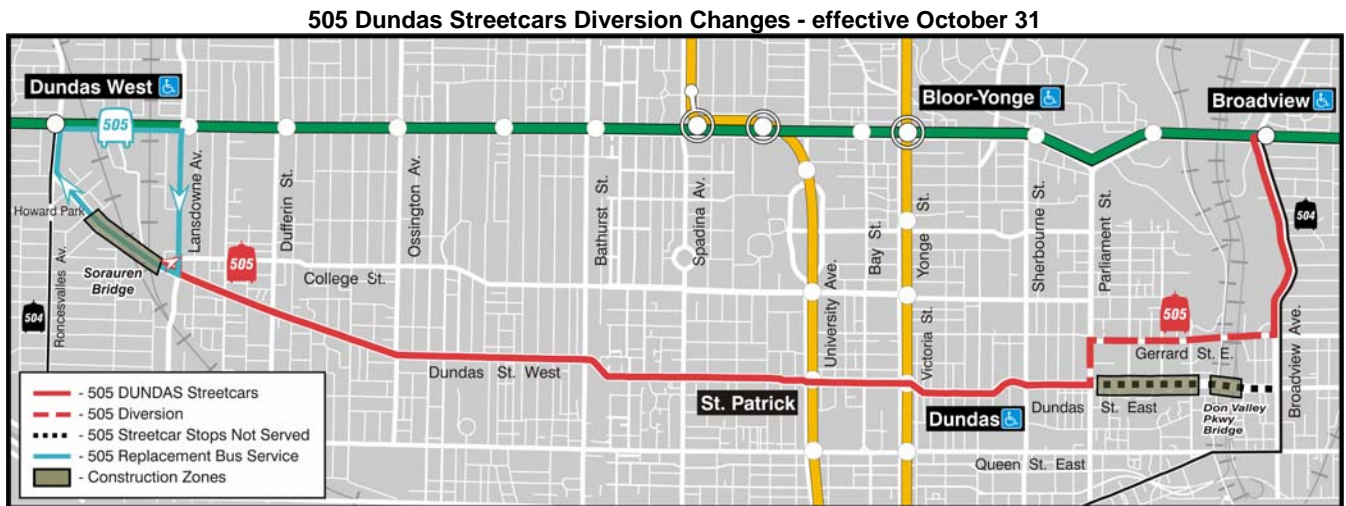 505 Dundas Streetcars Diversion Changes - effective October 31
Dundas West
Bloor-Yonge
Broadview
505
Howard Park
Sorauren
Bridge
504
Roncesvalles Av.
Lansdowne Av.
505
Dufferin St.
College St.
Ossington Av.
Bathurst St.
Spadina Av.
University Ave.
Bay St.
Yonge St.
Victoria St.
Sherbourne St.
Parliament St.
504
505
Gerrard St. E.
Broadview Ave.
Dundas St. West
St. Patrick
Dundas
Dundas St. East
Don Valley
Pkwy
Bridge
Queen St. East
- 505 DUNDAS Streetcars
- 505 Diversion
- 505 Streetcar Stops Not Served
- 505 Replacement Bus Service
- Construction Zones